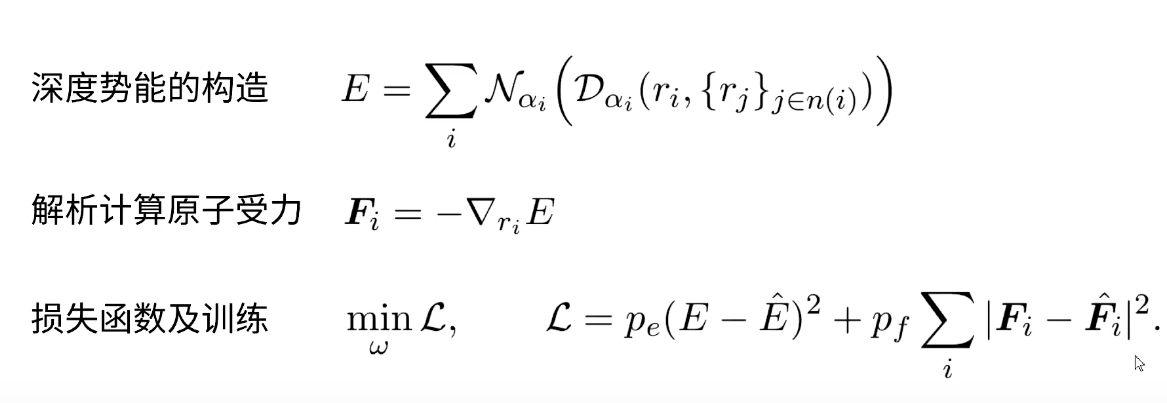 深度势能的构造 $E = \sum_{i} \mathcal{N}_{\alpha_i} \Big( \mathcal{D}_{\alpha_i} (r_i, \{r_j\}_{j \in n(i)}) \Big)$
解析计算原子受力 $\boldsymbol{F}_i = -\nabla_{r_i} E$
损失函数及训练 $\min_{\omega} \mathcal{L}, \quad \mathcal{L} = p_e (E - \hat{E})^2 + p_f \sum_{i} |\boldsymbol{F}_i - \hat{\boldsymbol{F}}_i|^2.$